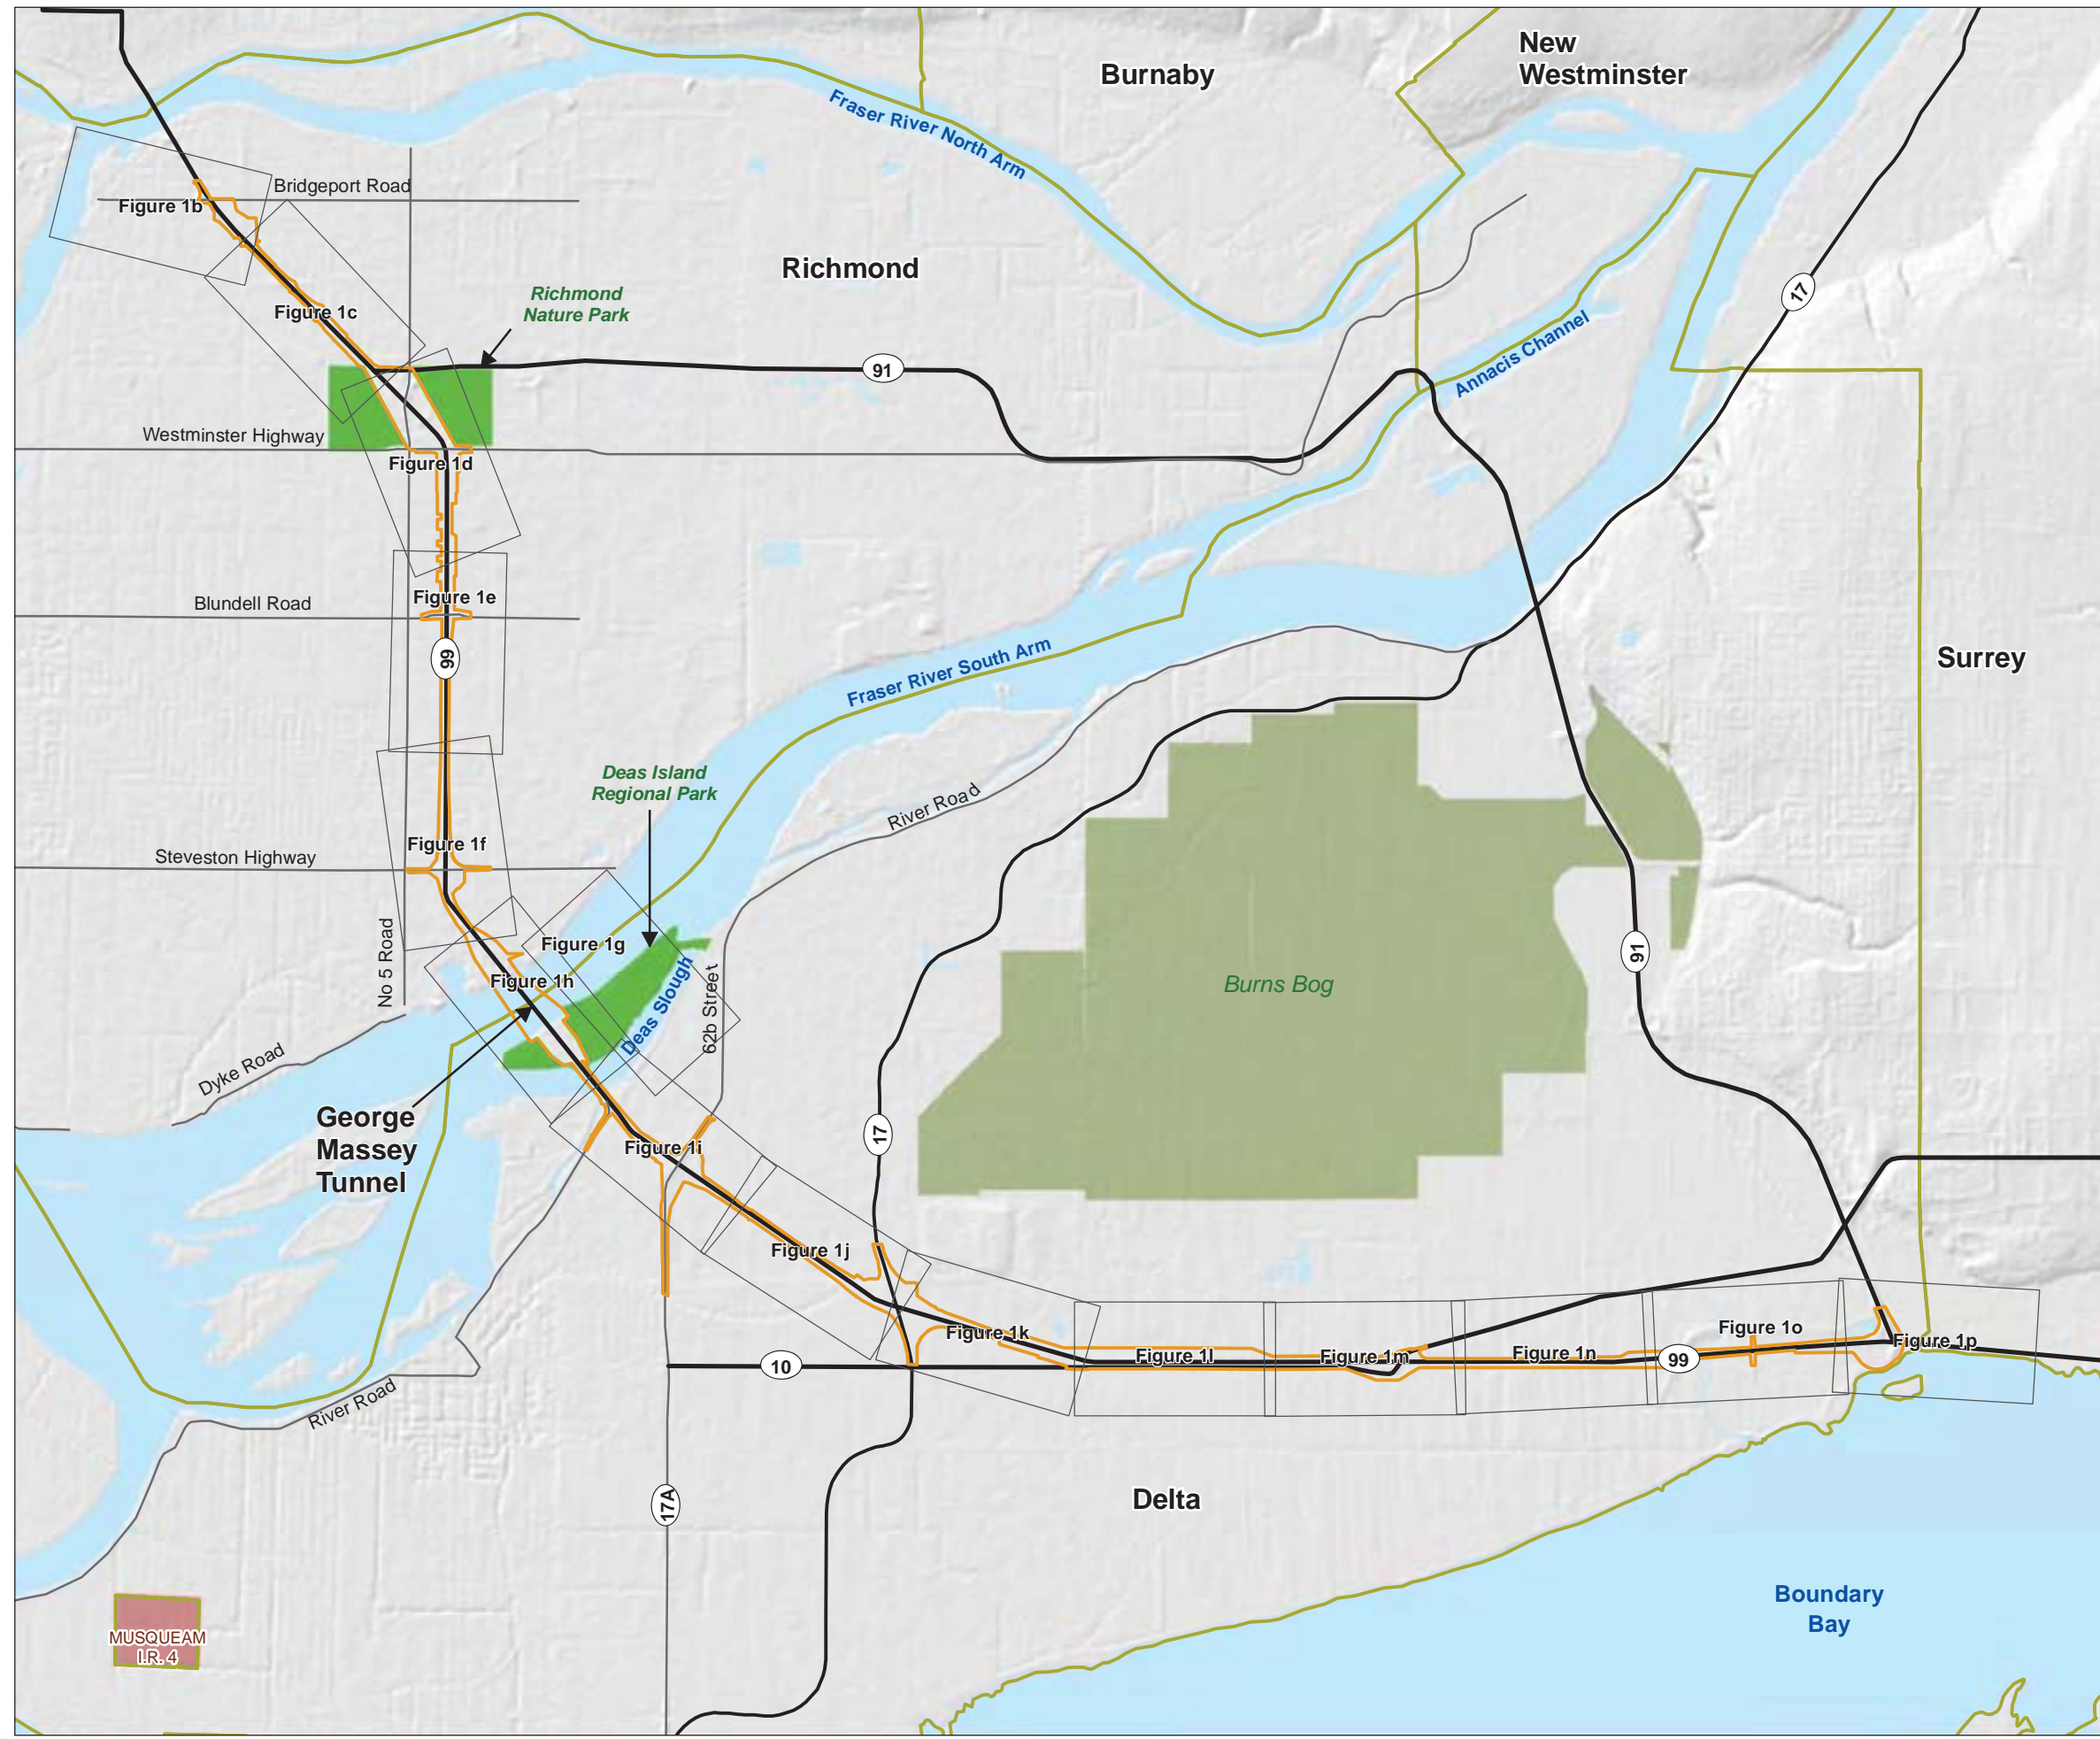 New
Westminster
Burnaby
Fraser River North Arm
Bridgeport Road
Figure 1b
Richmond
17
Richmond
Nature Park
Figure 1c
Annacis Channel
91
Westminster Highway
Figure 1d
Figure 1e
Blundell Road
99
Fraser River South Arm
Surrey
Deas Island
Regional Park
River Road
Figure 1f
Steveston Highway
No 5 Road
Figure 1g
Figure 1h
Deas Slough
62b Street
91
Burns Bog
Dyke Road
George
Massey
Tunnel
17
Figure 1i
Figure 1j
Figure 1k
Figure 1l
Figure 1m
Figure 1n
Figure 1o
Figure 1p
99
10
River Road
17A
Delta
Boundary
Bay
MUSQUEAM
I.R. 4